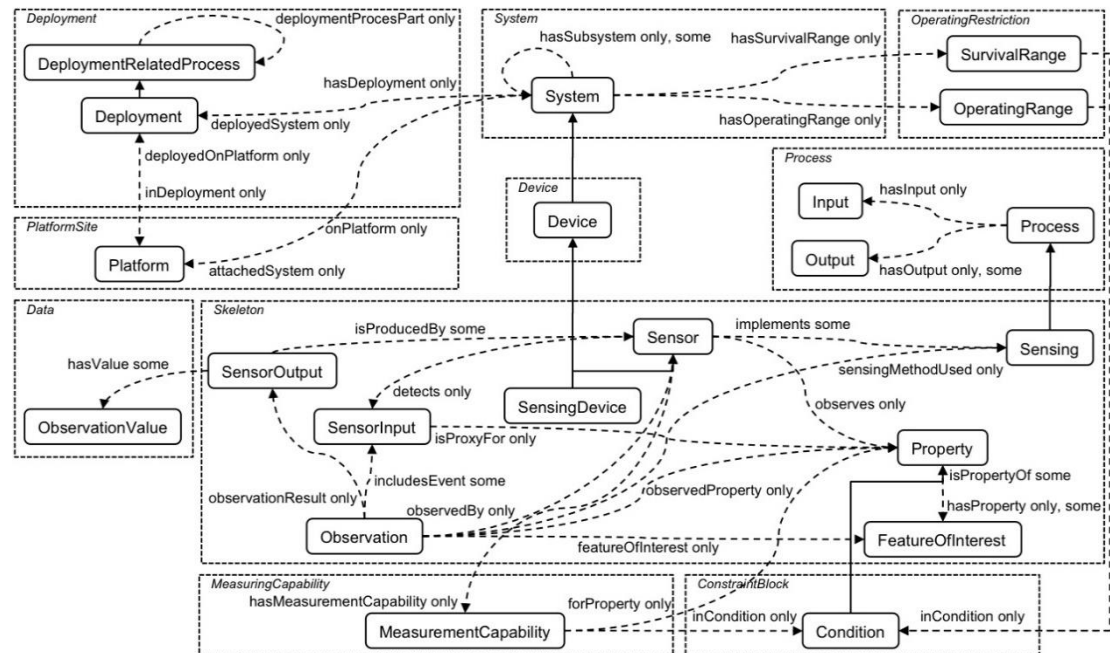 Deployment
deploymentProcesPart only
DeploymentRelatedProcess
hasDeployment only
Deployment
deployedSystem only
deployedOnPlatform only
inDeployment only
System
hasSubsystem only, some
hasSurvivalRange only
System
hasOperatingRange only
OperatingRestriction
SurvivalRange
OperatingRange
Process
Input
hasInput only
Process
Output
hasOutput only, some
Device
Device
PlatformSite
onPlatform only
Platform
attachedSystem only
Data
hasValue some
ObservationValue
Skeleton
isProducedBy some
Sensor
implements some
Sensing
SensorOutput
sensingMethodUsed only
detects only
SensingDevice
observes only
SensorInput
isProxyFor only
Property
includesEvent some
isPropertyOf some
observationResult only
observedProperty only
observedBy only
hasProperty only, some
Observation
featureOfInterest only
FeatureOfInterest
MeasuringCapability
hasMeasurementCapability only
forProperty only
MeasurementCapability
ConstraintBlock
inCondition only
Condition
inCondition only